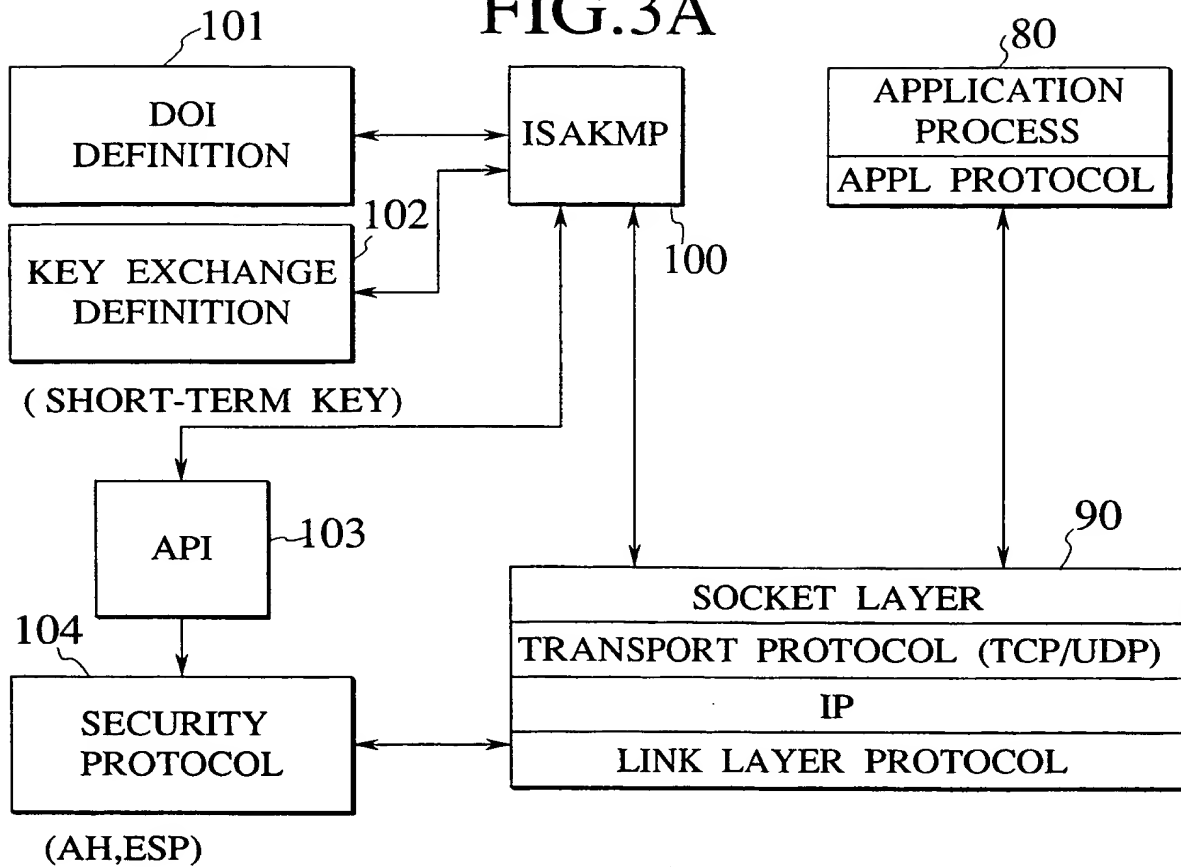 FIG.3A
101
80
DOI
DEFINITION
ISAKMP
APPLICATION
PROCESS
APPL PROTOCOL
102
100
KEY EXCHANGE
DEFINITION
( SHORT-TERM KEY)
API
103
90
SOCKET LAYER
TRANSPORT PROTOCOL (TCP/UDP)
IP
LINK LAYER PROTOCOL
104
SECURITY
PROTOCOL
(AH,ESP)